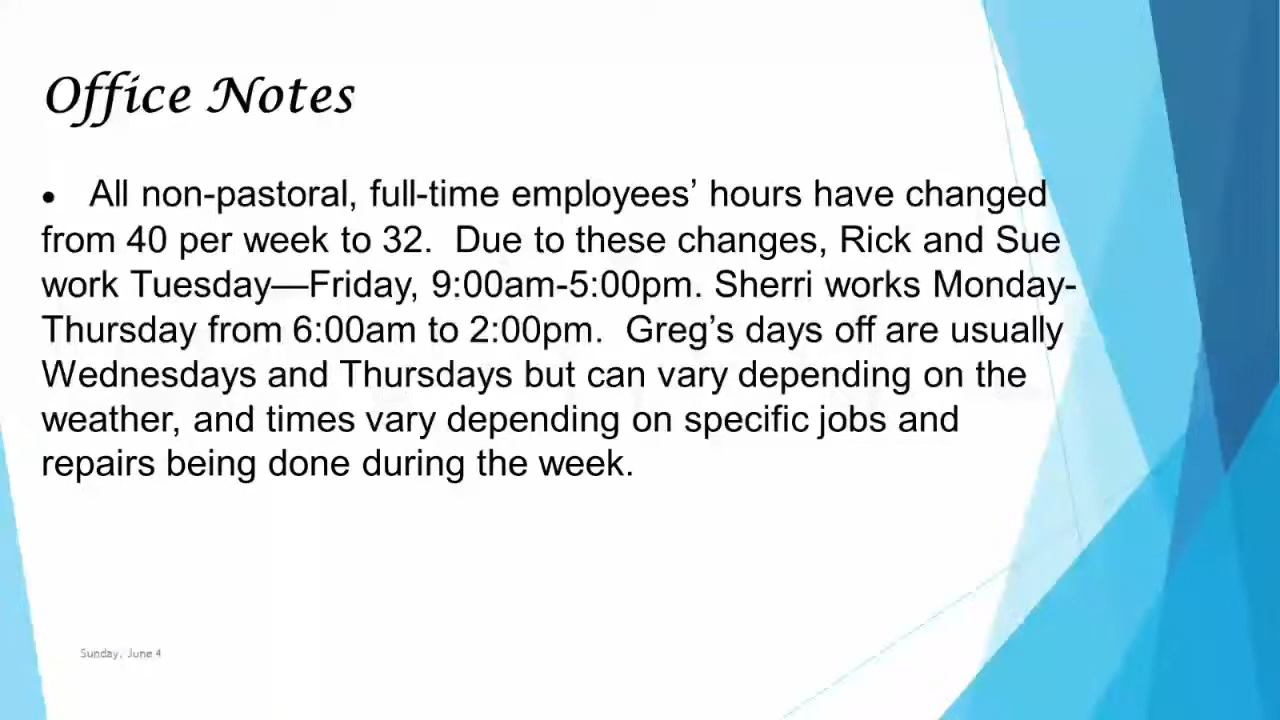 Office Notes
• All non-pastoral, full-time employees’ hours have changed
from 40 per week to 32.  Due to these changes, Rick and Sue
work Tuesday—Friday, 9:00am-5:00pm. Sherri works Monday-
Thursday from 6:00am to 2:00pm.  Greg’s days off are usually
Wednesdays and Thursdays but can vary depending on the
weather, and times vary depending on specific jobs and
repairs being done during the week.
Sunday, June 4